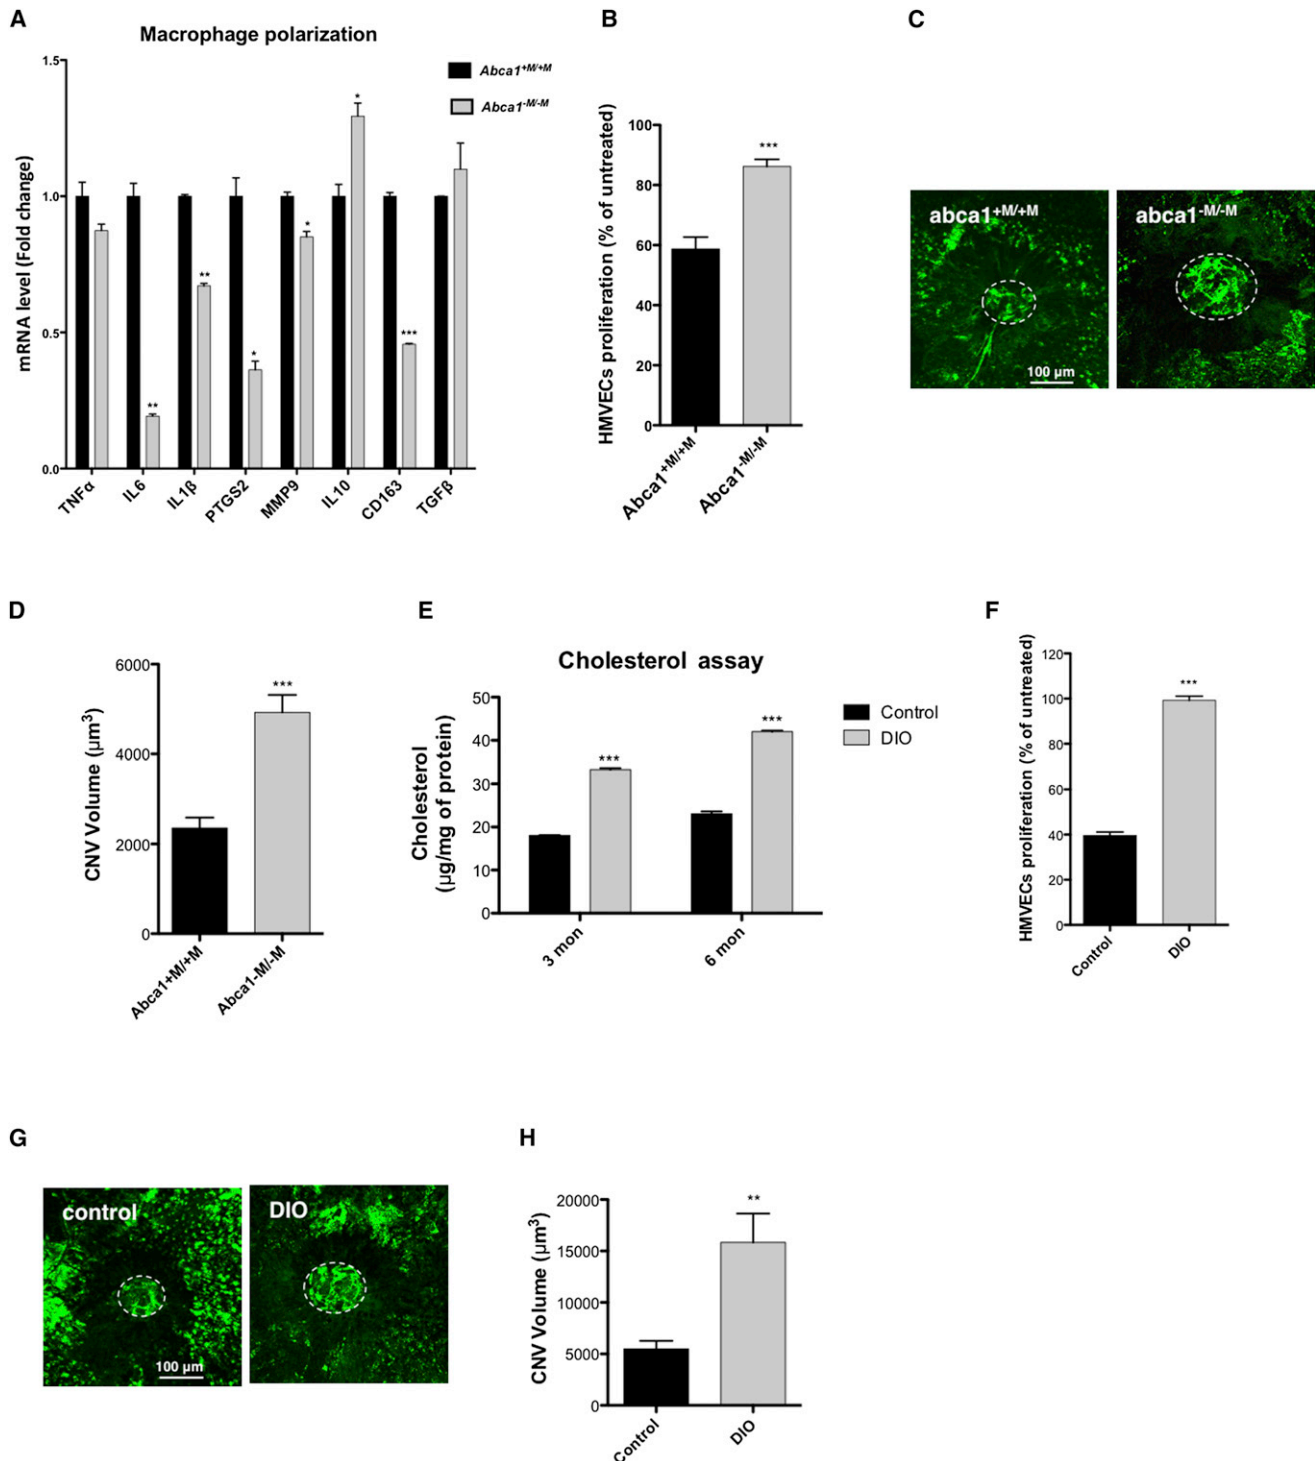 A
Macrophage polarization
mRNA level (Fold change)
1.5
1.0
0.5
0.0
Abca1+M/+M
Abca1-M/-M
*
**
**
*
*
***
TNFα
IL6
IL1β
PTGS2
MMP9
IL10
CD163
TGFβ
B
HMVECs proliferation (% of untreated)
100
80
60
40
20
0
***
Abca1+M/+M
Abca1-M/-M
C
abca1+M/+M
100 µm
abca1-M/-M
D
CNV Volume (µm³)
6000
4000
2000
0
***
Abca1+M/+M
Abca1-M/-M
E
Cholesterol assay
Cholesterol
(µg/mg of protein)
50
40
30
20
10
0
***
***
3 mon
6 mon
Control
DIO
F
HMVECs proliferation (% of untreated)
120
100
80
60
40
20
0
***
Control
DIO
G
control
100 µm
DIO
H
CNV Volume (µm³)
20000
15000
10000
5000
0
**
Control
DIO